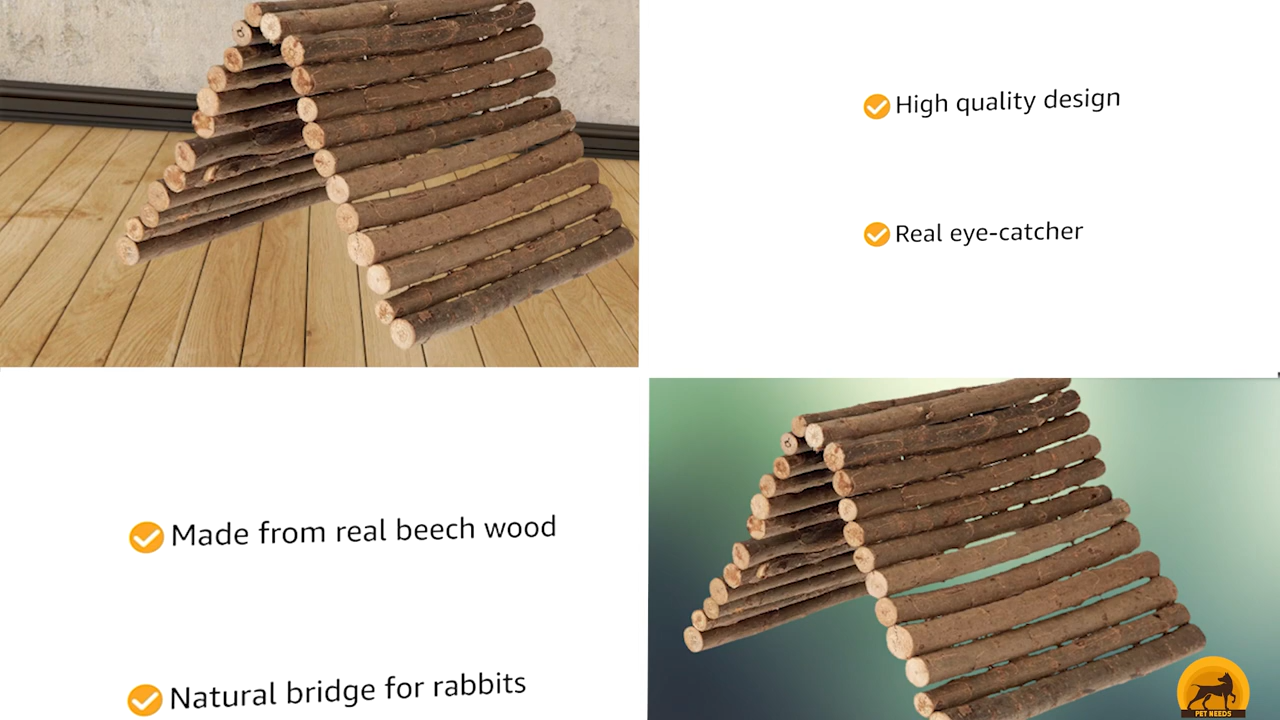 High quality design
Real eye-catcher
Made from real beech wood
Natural bridge for rabbits
PET NEEDS